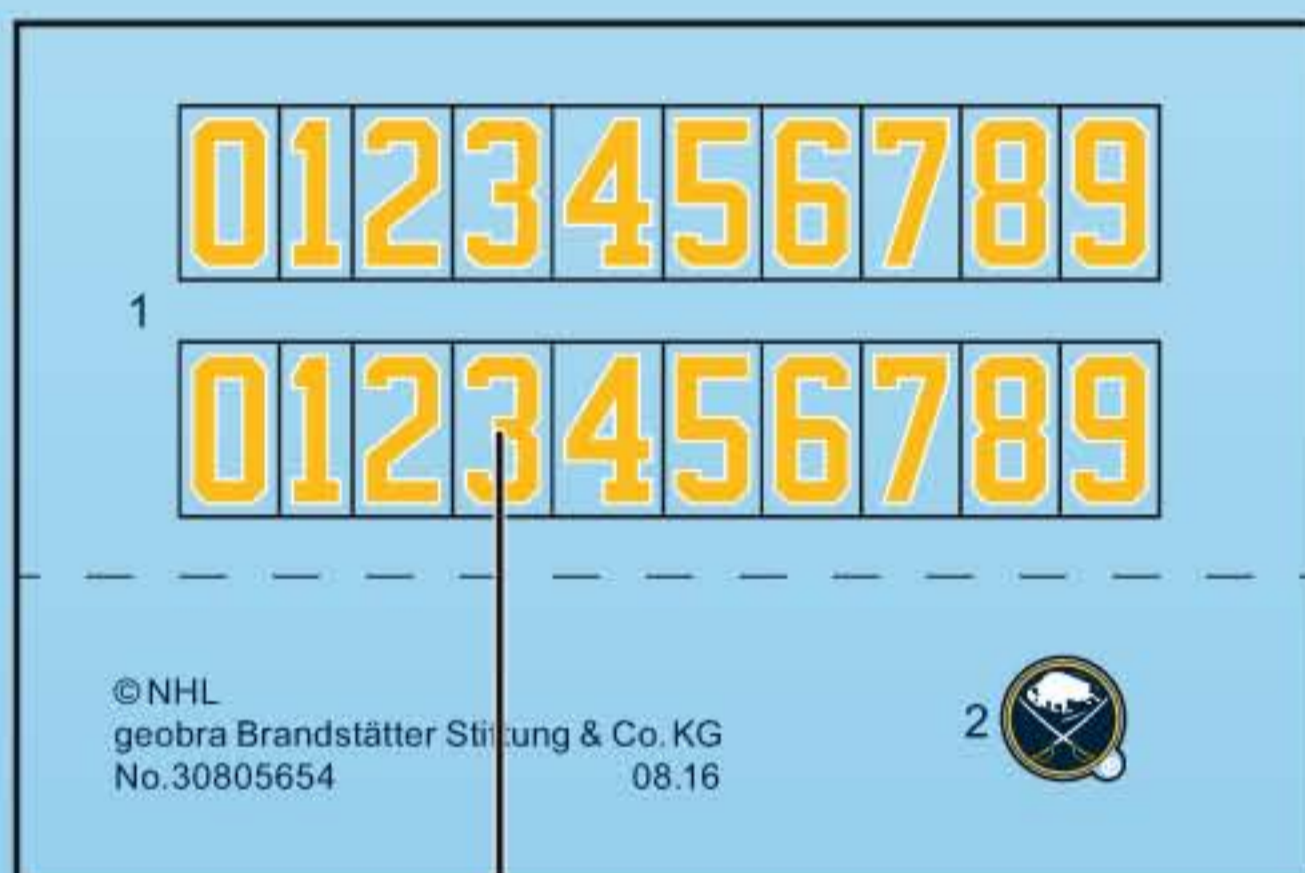 0123456789
1
0123456789
© NHL
geobra Brandstätter Stiftung & Co. KG
No.30805654 08.16
2